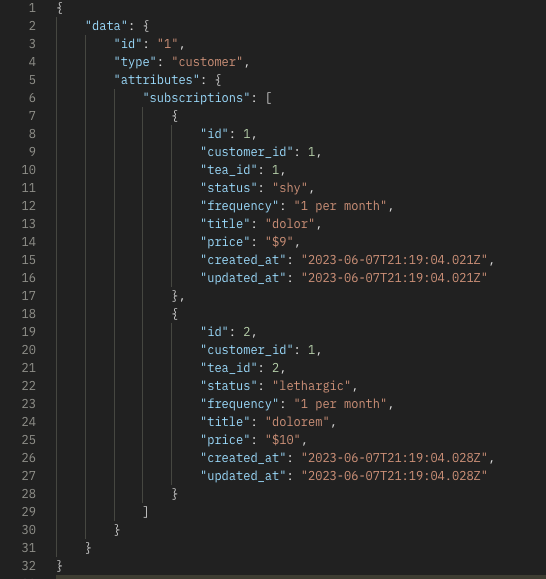 1 {
2     "data": {
3         "id": "1",
4         "type": "customer",
5         "attributes": {
6             "subscriptions": [
7                 {
8                     "id": 1,
9                     "customer_id": 1,
10                     "tea_id": 1,
11                     "status": "shy",
12                     "frequency": "1 per month",
13                     "title": "dolor",
14                     "price": "$9",
15                     "created_at": "2023-06-07T21:19:04.021Z",
16                     "updated_at": "2023-06-07T21:19:04.021Z"
17                 },
18                 {
19                     "id": 2,
20                     "customer_id": 1,
21                     "tea_id": 2,
22                     "status": "lethargic",
23                     "frequency": "1 per month",
24                     "title": "dolorem",
25                     "price": "$10",
26                     "created_at": "2023-06-07T21:19:04.028Z",
27                     "updated_at": "2023-06-07T21:19:04.028Z"
28                 }
29             ]
30         }
31     }
32 }